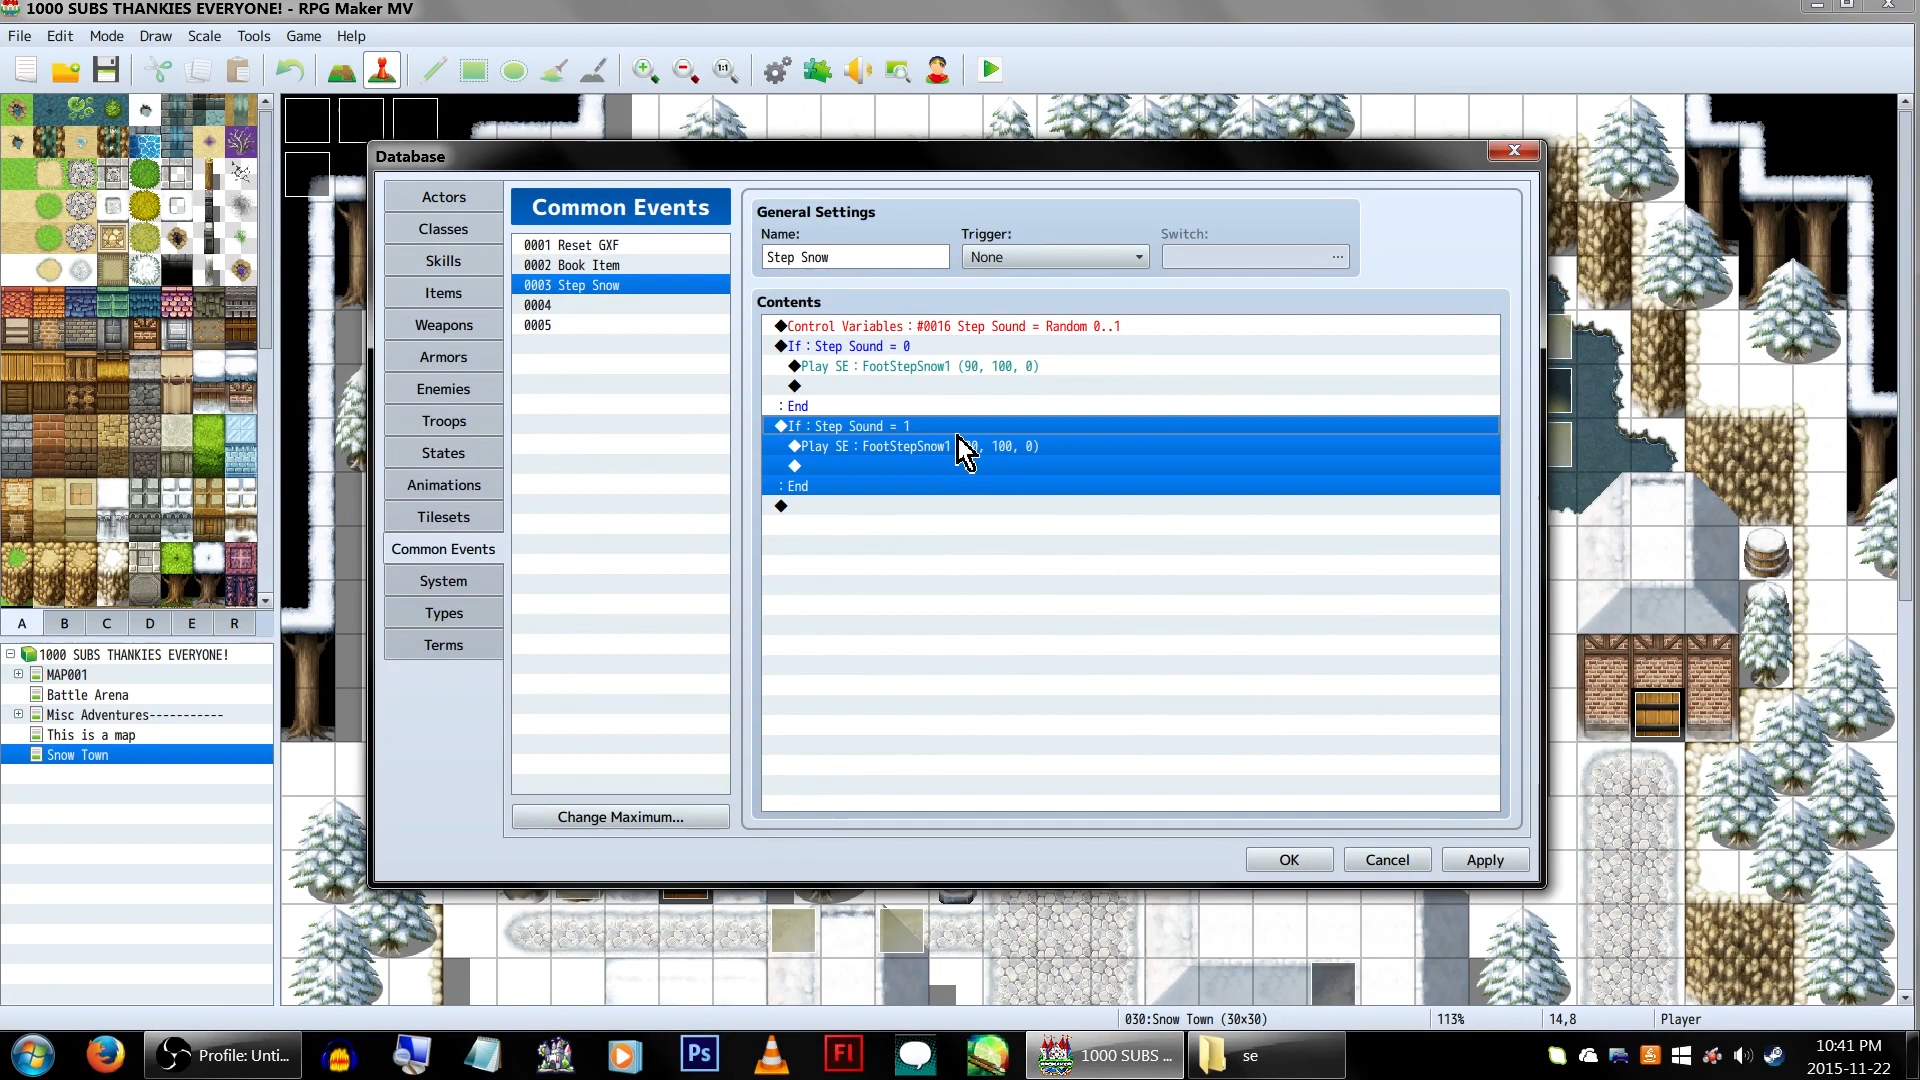 1000 SUBS THANKIES EVERYONE! - RPG Maker MV
File Edit Mode Draw Scale Tools Game Help
1:1
Database
Actors
Classes
Skills
Items
Weapons
Armors
Enemies
Troops
States
Animations
Tilesets
Common Events
System
Types
Terms
Common Events
0001 Reset GXF
0002 Book Item
0003 Step Snow
0004
0005
Change Maximum...
General Settings
Name: Trigger: Switch:
Step Snow None ...
Contents
◆Control Variables：#0016 Step Sound = Random 0..1
◆If：Step Sound = 0
◆Play SE：FootStepSnow1 (90, 100, 0)
◆
：End
◆If：Step Sound = 1
◆Play SE：FootStepSnow1 0, 100, 0)
◆
：End
◆
OK Cancel Apply
A B C D E R
1000 SUBS THANKIES EVERYONE!
MAP001
Battle Arena
Misc Adventures-----------
This is a map
Snow Town
030:Snow Town (30x30) 113% 14,8 Player
Profile: Unti...
Ps
Fl
1000 SUBS ...
se
10:41 PM
2015-11-22